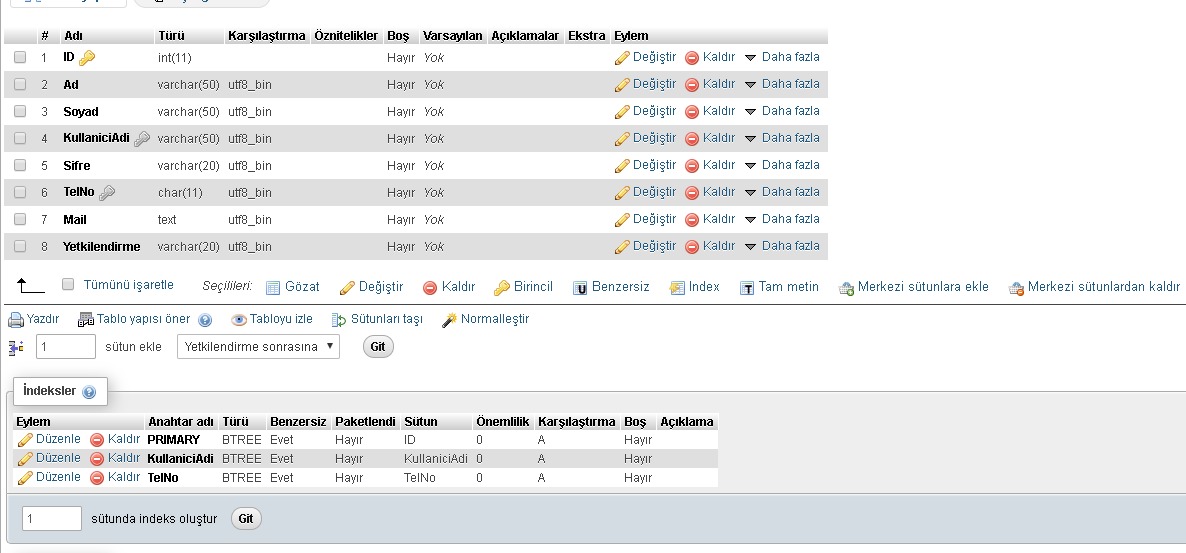 # Adı Türü Karşılaştırma Öznitelikler Boş Varsayılan Açıklamalar Ekstra Eylem
1 ID int(11) Hayır Yok Değiştir Kaldır Daha fazla
2 Ad varchar(50) utf8_bin Hayır Yok Değiştir Kaldır Daha fazla
3 Soyad varchar(50) utf8_bin Hayır Yok Değiştir Kaldır Daha fazla
4 KullaniciAdi varchar(50) utf8_bin Hayır Yok Değiştir Kaldır Daha fazla
5 Sifre varchar(20) utf8_bin Hayır Yok Değiştir Kaldır Daha fazla
6 TelNo char(11) utf8_bin Hayır Yok Değiştir Kaldır Daha fazla
7 Mail text utf8_bin Hayır Yok Değiştir Kaldır Daha fazla
8 Yetkilendirme varchar(20) utf8_bin Hayır Yok Değiştir Kaldır Daha fazla
Tümünü işaretle Seçilileri: Gözat Değiştir Kaldır Birincil Benzersiz Index Tam metin Merkezi sütunlara ekle Merkezi sütunlardan kaldır
Yazdır Tablo yapısı öner Tabloyu izle Sütunları taşı Normalleştir
1 sütun ekle Yetkilendirme sonrasına Git
İndeksler
Eylem Anahtar adı Türü Benzersiz Paketlendi Sütun Önemlilik Karşılaştırma Boş Açıklama
Düzenle Kaldır PRIMARY BTREE Evet Hayır ID 0 A Hayır
Düzenle Kaldır KullaniciAdi BTREE Evet Hayır KullaniciAdi 0 A Hayır
Düzenle Kaldır TelNo BTREE Evet Hayır TelNo 0 A Hayır
1 sütunda indeks oluştur Git